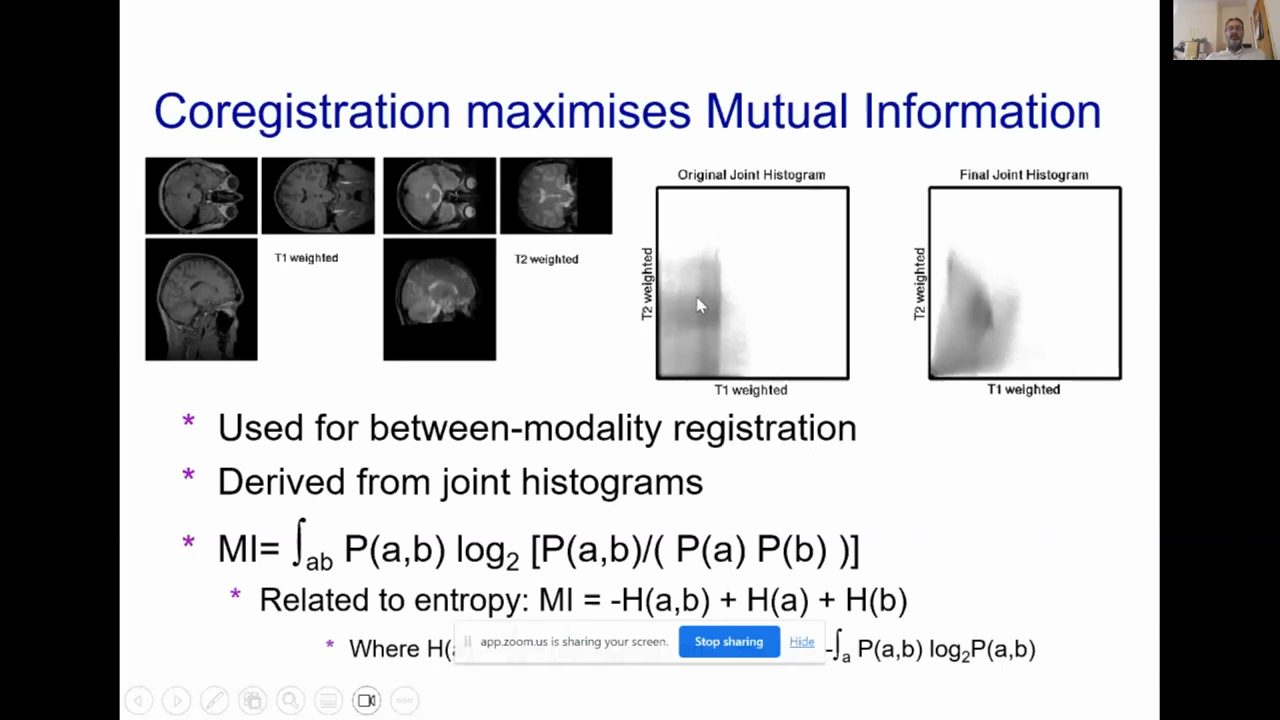 Coregistration maximises Mutual Information
T1 weighted
T2 weighted
Original Joint Histogram
T2 weighted
T1 weighted
Final Joint Histogram
T2 weighted
T1 weighted
* Used for between-modality registration
* Derived from joint histograms
* MI= ∫ab P(a,b) log2 [P(a,b)/( P(a) P(b) )]
* Related to entropy: MI = -H(a,b) + H(a) + H(b)
* Where H(a -∫a P(a,b) log2P(a,b)
app.zoom.us is sharing your screen. Stop sharing Hide